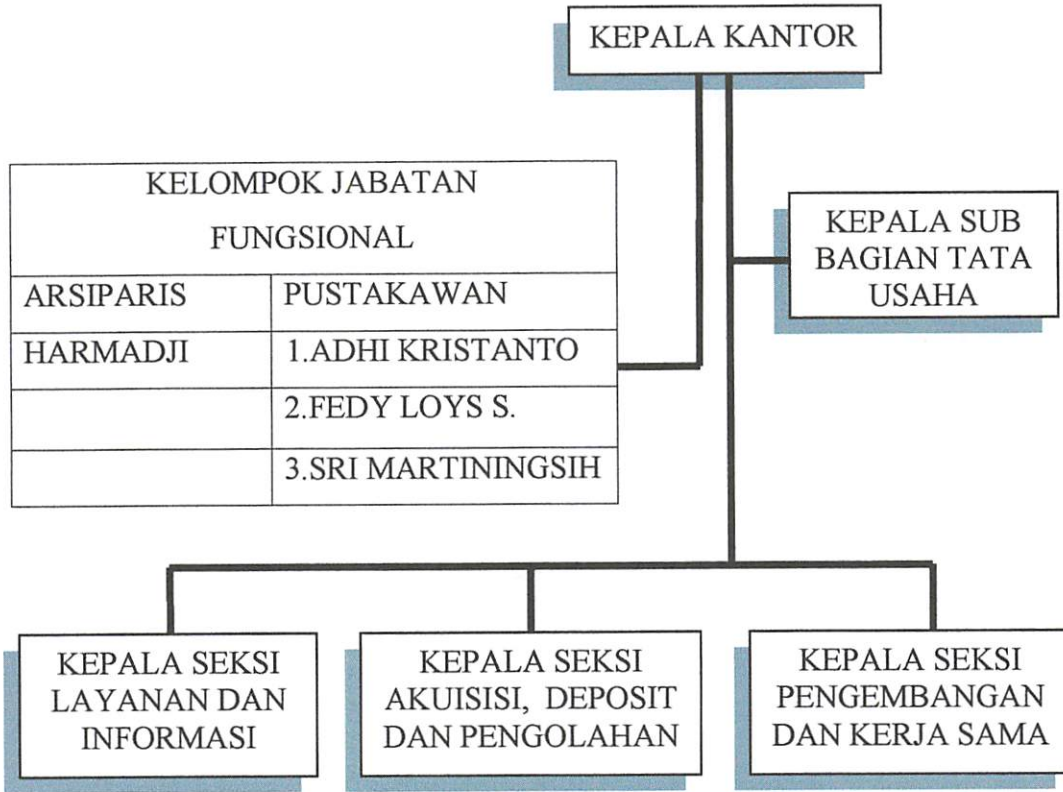 KEPALA KANTOR
KELOMPOK JABATAN
FUNGSIONAL
ARSIPARIS
PUSTAKAWAN
HARMADJI
1.ADHI KRISTANTO
2.FEDY LOYS S.
3.SRI MARTININGSIH
KEPALA SUB
BAGIAN TATA
USAHA
KEPALA SEKSI
LAYANAN DAN
INFORMASI
KEPALA SEKSI
AKUISISI, DEPOSIT
DAN PENGOLAHAN
KEPALA SEKSI
PENGEMBANGAN
DAN KERJA SAMA